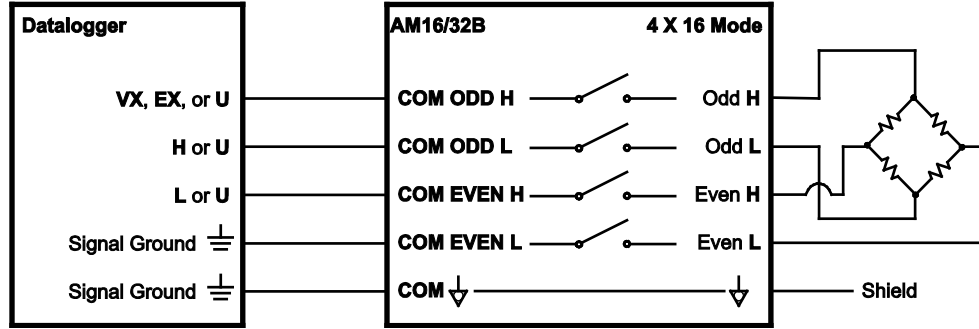 Datalogger
AM16/32B 4 X 16 Mode
VX, EX, or U COM ODD H Odd H
H or U COM ODD L Odd L
L or U COM EVEN H Even H
Signal Ground COM EVEN L Even L
Signal Ground COM Shield